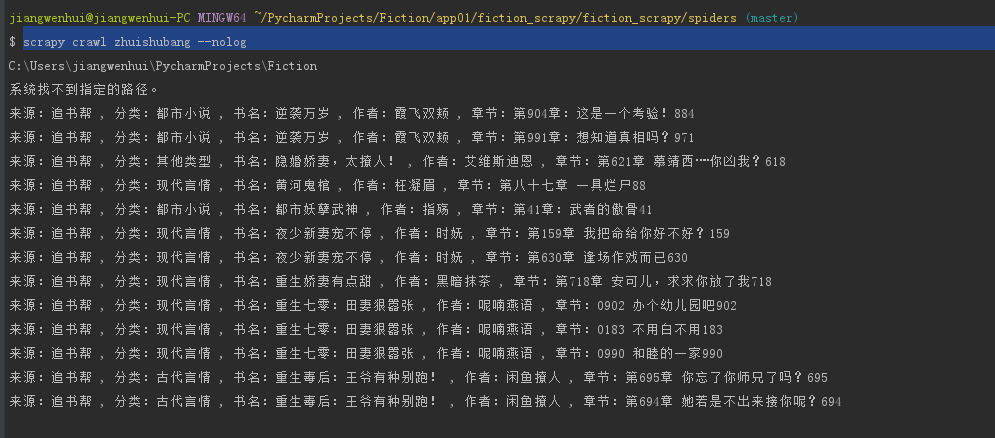 jiangwenhui@jiangwenhui-PC MINGW64 ~/PycharmProjects/Fiction/app01/fiction_scrapy/fiction_scrapy/spiders (master)
$ scrapy crawl zhuishubang --nolog
C:\Users\jiangwenhui\PycharmProjects\Fiction
系统找不到指定的路径。
来源: 追书帮 , 分类: 都市小说 , 书名: 逆袭万岁 , 作者: 霞飞双颊 , 章节: 第904章: 这是一个考验! 884
来源: 追书帮 , 分类: 都市小说 , 书名: 逆袭万岁 , 作者: 霞飞双颊 , 章节: 第991章: 想知道真相吗? 971
来源: 追书帮 , 分类: 其他类型 , 书名: 隐婚娇妻, 太撩人! , 作者: 艾维斯迪恩 , 章节: 第621章 慕靖西……你凶我? 618
来源: 追书帮 , 分类: 现代言情 , 书名: 黄河鬼棺 , 作者: 枉凝眉 , 章节: 第八十七章 一具烂尸88
来源: 追书帮 , 分类: 都市小说 , 书名: 都市妖孽武神 , 作者: 指殇 , 章节: 第41章: 武者的傲骨41
来源: 追书帮 , 分类: 现代言情 , 书名: 夜少新妻宠不停 , 作者: 时妩 , 章节: 第159章 我把命给你好不好? 159
来源: 追书帮 , 分类: 现代言情 , 书名: 夜少新妻宠不停 , 作者: 时妩 , 章节: 第630章 逢场作戏而已630
来源: 追书帮 , 分类: 现代言情 , 书名: 重生娇妻有点甜 , 作者: 黑暗抹茶 , 章节: 第718章 安可儿, 求求你放了我718
来源: 追书帮 , 分类: 现代言情 , 书名: 重生七零: 田妻狠嚣张 , 作者: 呢喃燕语 , 章节: 0902 办个幼儿园吧902
来源: 追书帮 , 分类: 现代言情 , 书名: 重生七零: 田妻狠嚣张 , 作者: 呢喃燕语 , 章节: 0183 不用白不用183
来源: 追书帮 , 分类: 现代言情 , 书名: 重生七零: 田妻狠嚣张 , 作者: 呢喃燕语 , 章节: 0990 和睦的一家990
来源: 追书帮 , 分类: 古代言情 , 书名: 重生毒后: 王爷有种别跑! , 作者: 闲鱼撩人 , 章节: 第695章 你忘了你师兄了吗? 695
来源: 追书帮 , 分类: 古代言情 , 书名: 重生毒后: 王爷有种别跑! , 作者: 闲鱼撩人 , 章节: 第694章 她若是不出来接你呢? 694